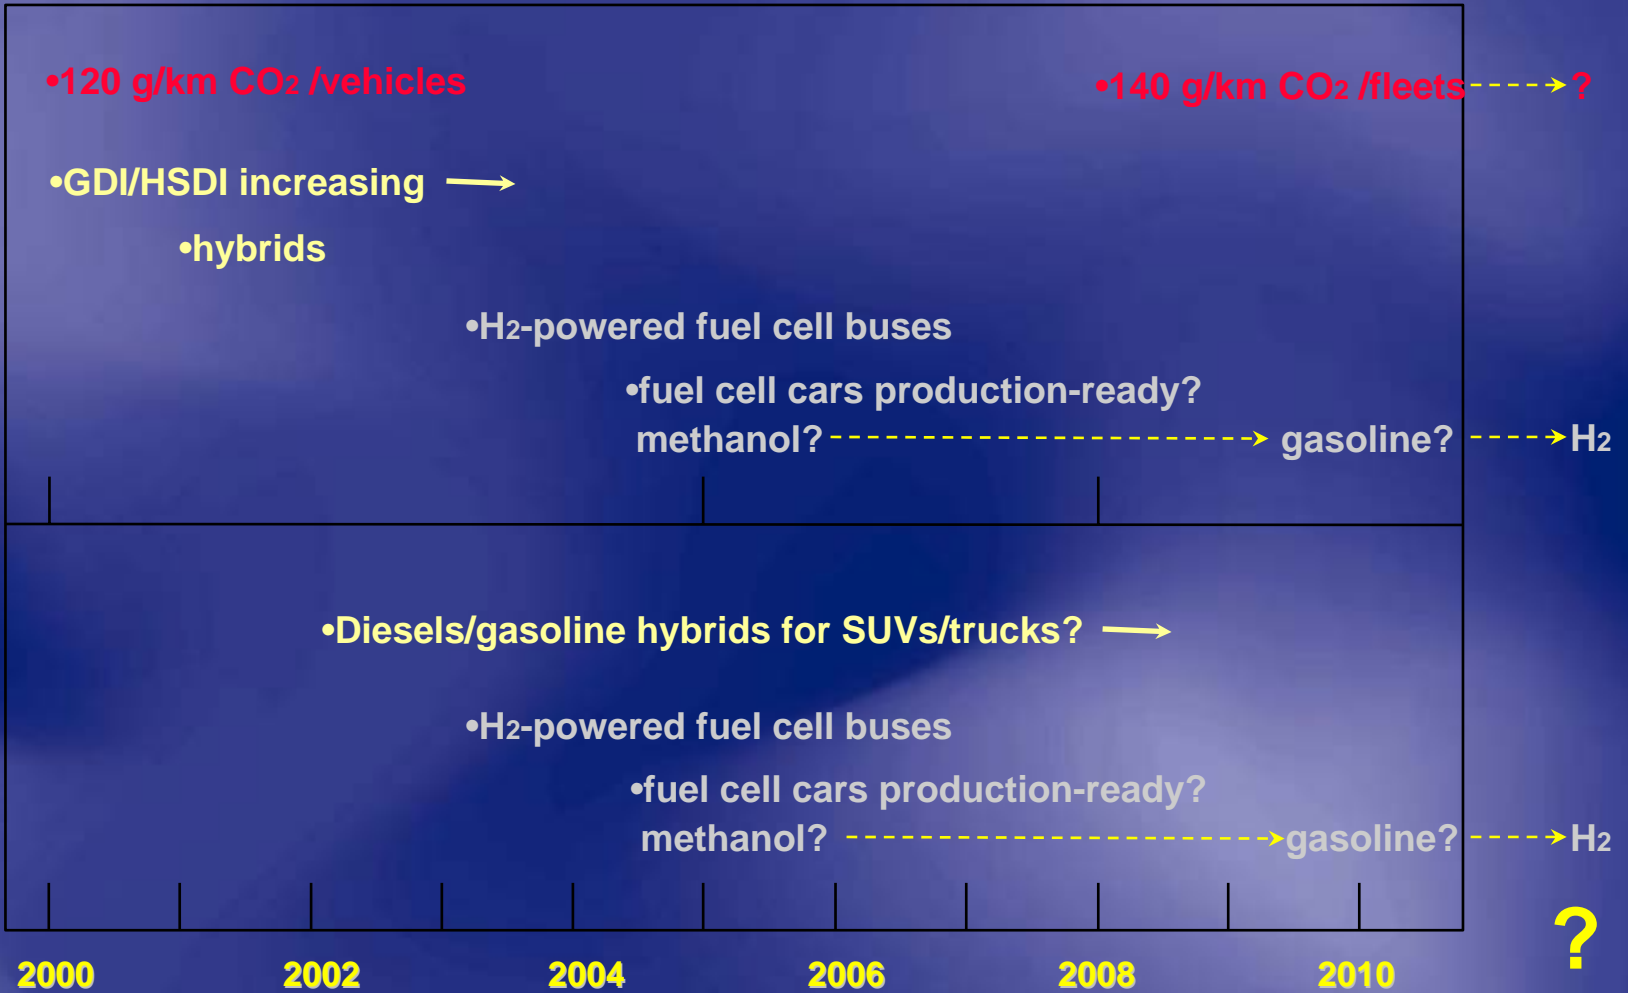 •120 g/km CO2 /vehicles
•140 g/km CO2 /fleets ?
•GDI/HSDI increasing
•hybrids
•H2-powered fuel cell buses
•fuel cell cars production-ready?
methanol? gasoline? H2
•Diesels/gasoline hybrids for SUVs/trucks?
•H2-powered fuel cell buses
•fuel cell cars production-ready?
methanol? gasoline? H2
?
2000 2002 2004 2006 2008 2010